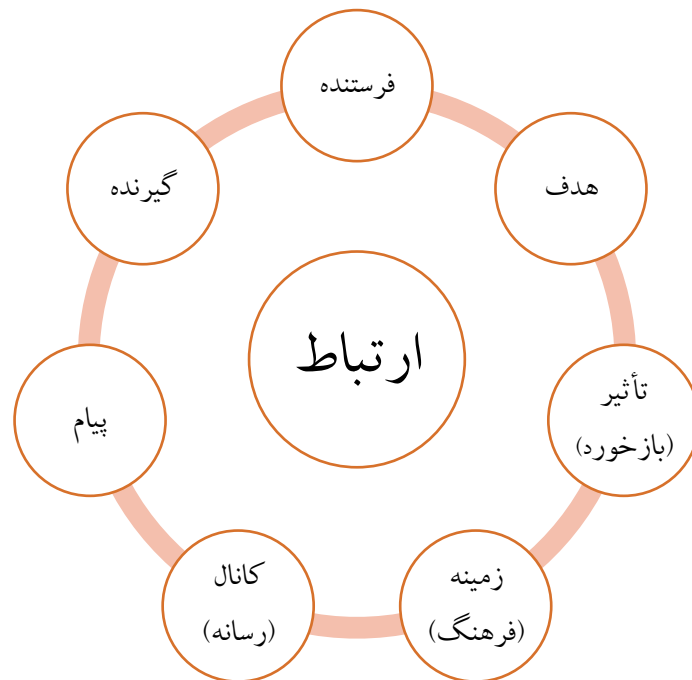 فرستنده
هدف
گیرنده
ارتباط
تأثیر
(بازخورد)
پیام
زمینه
(فرهنگ)
کانال
(رسانه)